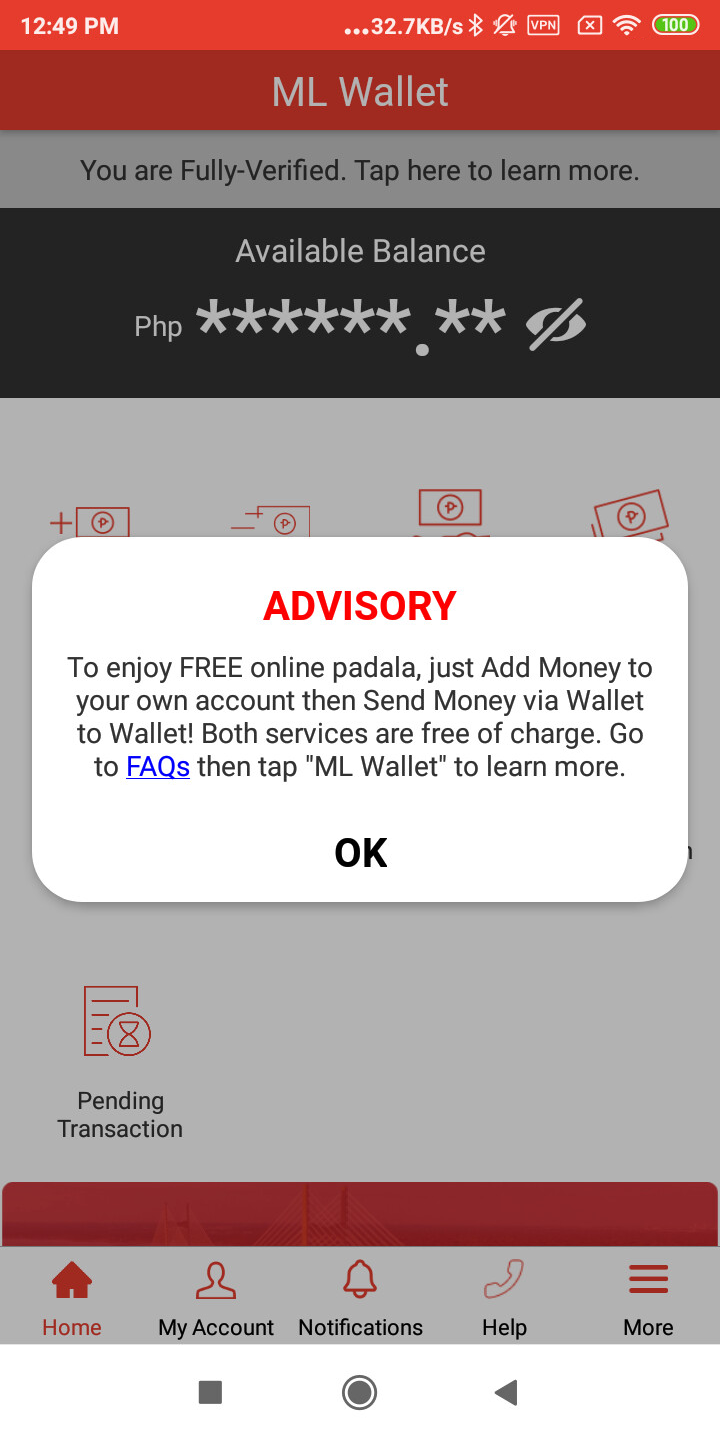 12:49 PM
...32.7KB/s VPN 100
ML Wallet
You are Fully-Verified. Tap here to learn more.
Available Balance
Php ******.**
ADVISORY
To enjoy FREE online padala, just Add Money to
your own account then Send Money via Wallet
to Wallet! Both services are free of charge. Go
to FAQs then tap "ML Wallet" to learn more.
OK
Pending
Transaction
Home
My Account
Notifications
Help
More